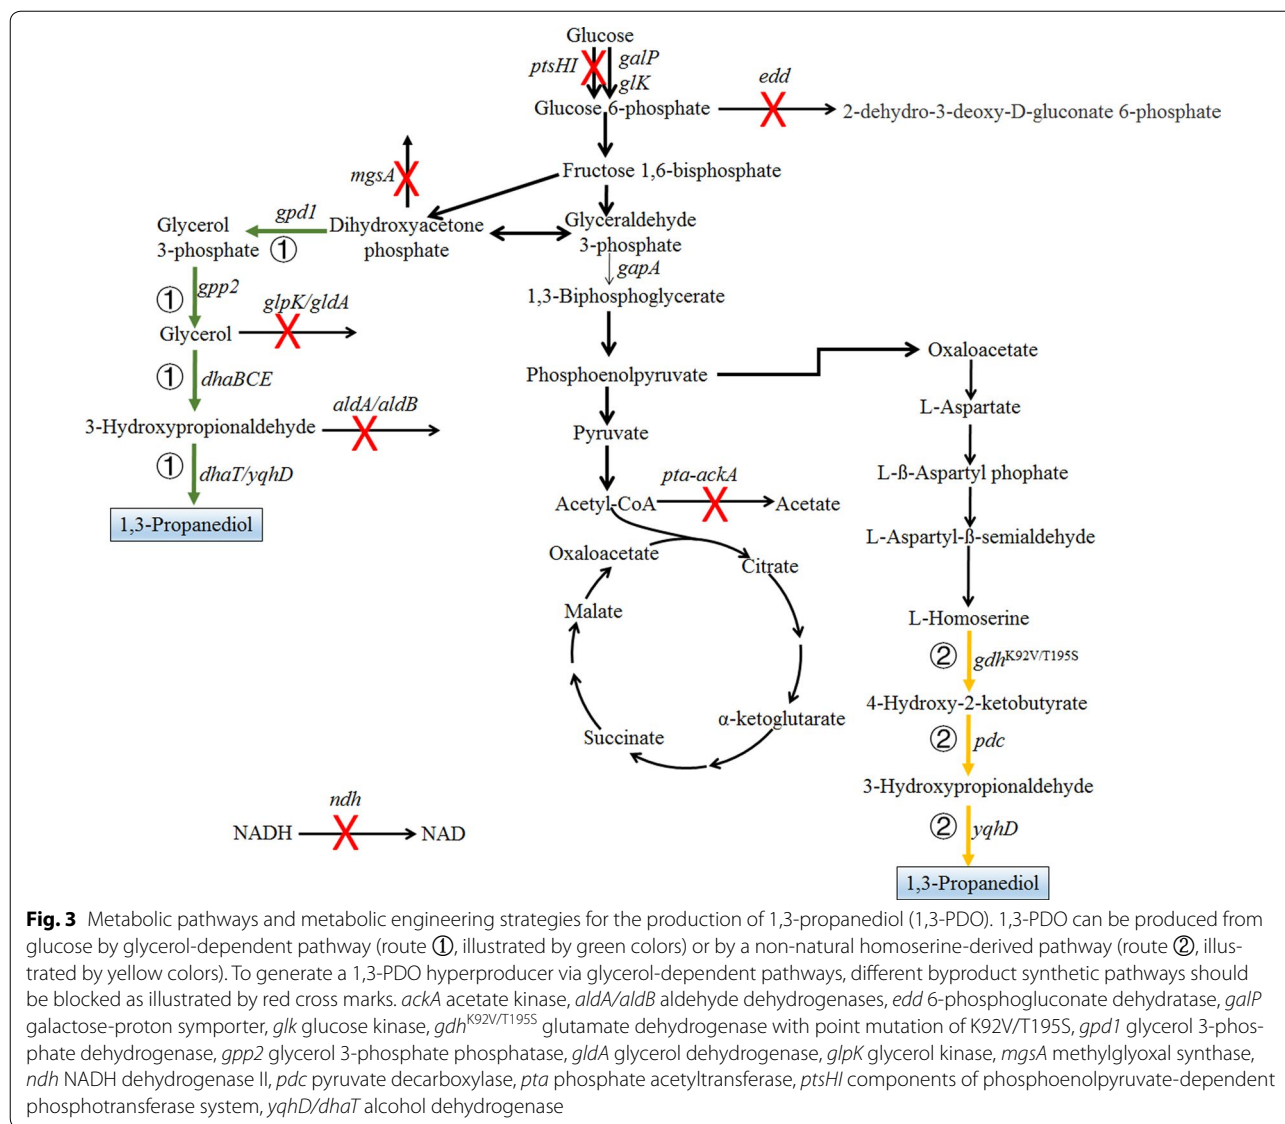 Glucose
ptsHI
galP
glK
edd
Glucose 6-phosphate
2-dehydro-3-deoxy-D-gluconate 6-phosphate
mgsA
Fructose 1,6-bisphosphate
Glycerol
3-phosphate
gpd1
①
Dihydroxyacetone
phosphate
Glyceraldehyde
3-phosphate
gapA
①
gpp2
glpK/gldA
1,3-Biphosphoglycerate
Glycerol
①
dhaBCE
Phosphoenolpyruvate
Oxaloacetate
aldA/aldB
L-Aspartate
3-Hydroxypropionaldehyde
Pyruvate
①
dhaT/yqhD
pta-ackA
L-ß-Aspartyl phophate
1,3-Propanediol
Acetyl-CoA
Acetate
L-Aspartyl-ß-semialdehyde
Oxaloacetate
Citrate
Malate
L-Homoserine
②
gdhK92V/T195S
α-ketoglutarate
Succinate
4-Hydroxy-2-ketobutyrate
②
pdc
3-Hydroxypropionaldehyde
ndh
NADH
NAD
②
yqhD
1,3-Propanediol
Fig. 3 Metabolic pathways and metabolic engineering strategies for the production of 1,3-propanediol (1,3-PDO). 1,3-PDO can be produced from
glucose by glycerol-dependent pathway (route ①, illustrated by green colors) or by a non-natural homoserine-derived pathway (route ②, illus-
trated by yellow colors). To generate a 1,3-PDO hyperproducer via glycerol-dependent pathways, different byproduct synthetic pathways should
be blocked as illustrated by red cross marks. ackA acetate kinase, aldA/aldB aldehyde dehydrogenases, edd 6-phosphogluconate dehydratase, galP
galactose-proton symporter, glk glucose kinase, gdhK92V/T195S glutamate dehydrogenase with point mutation of K92V/T195S, gpd1 glycerol 3-phos-
phate dehydrogenase, gpp2 glycerol 3-phosphate phosphatase, gldA glycerol dehydrogenase, glpK glycerol kinase, mgsA methylglyoxal synthase,
ndh NADH dehydrogenase II, pdc pyruvate decarboxylase, pta phosphate acetyltransferase, ptsHI components of phosphoenolpyruvate-dependent
phosphotransferase system, yqhD/dhaT alcohol dehydrogenase